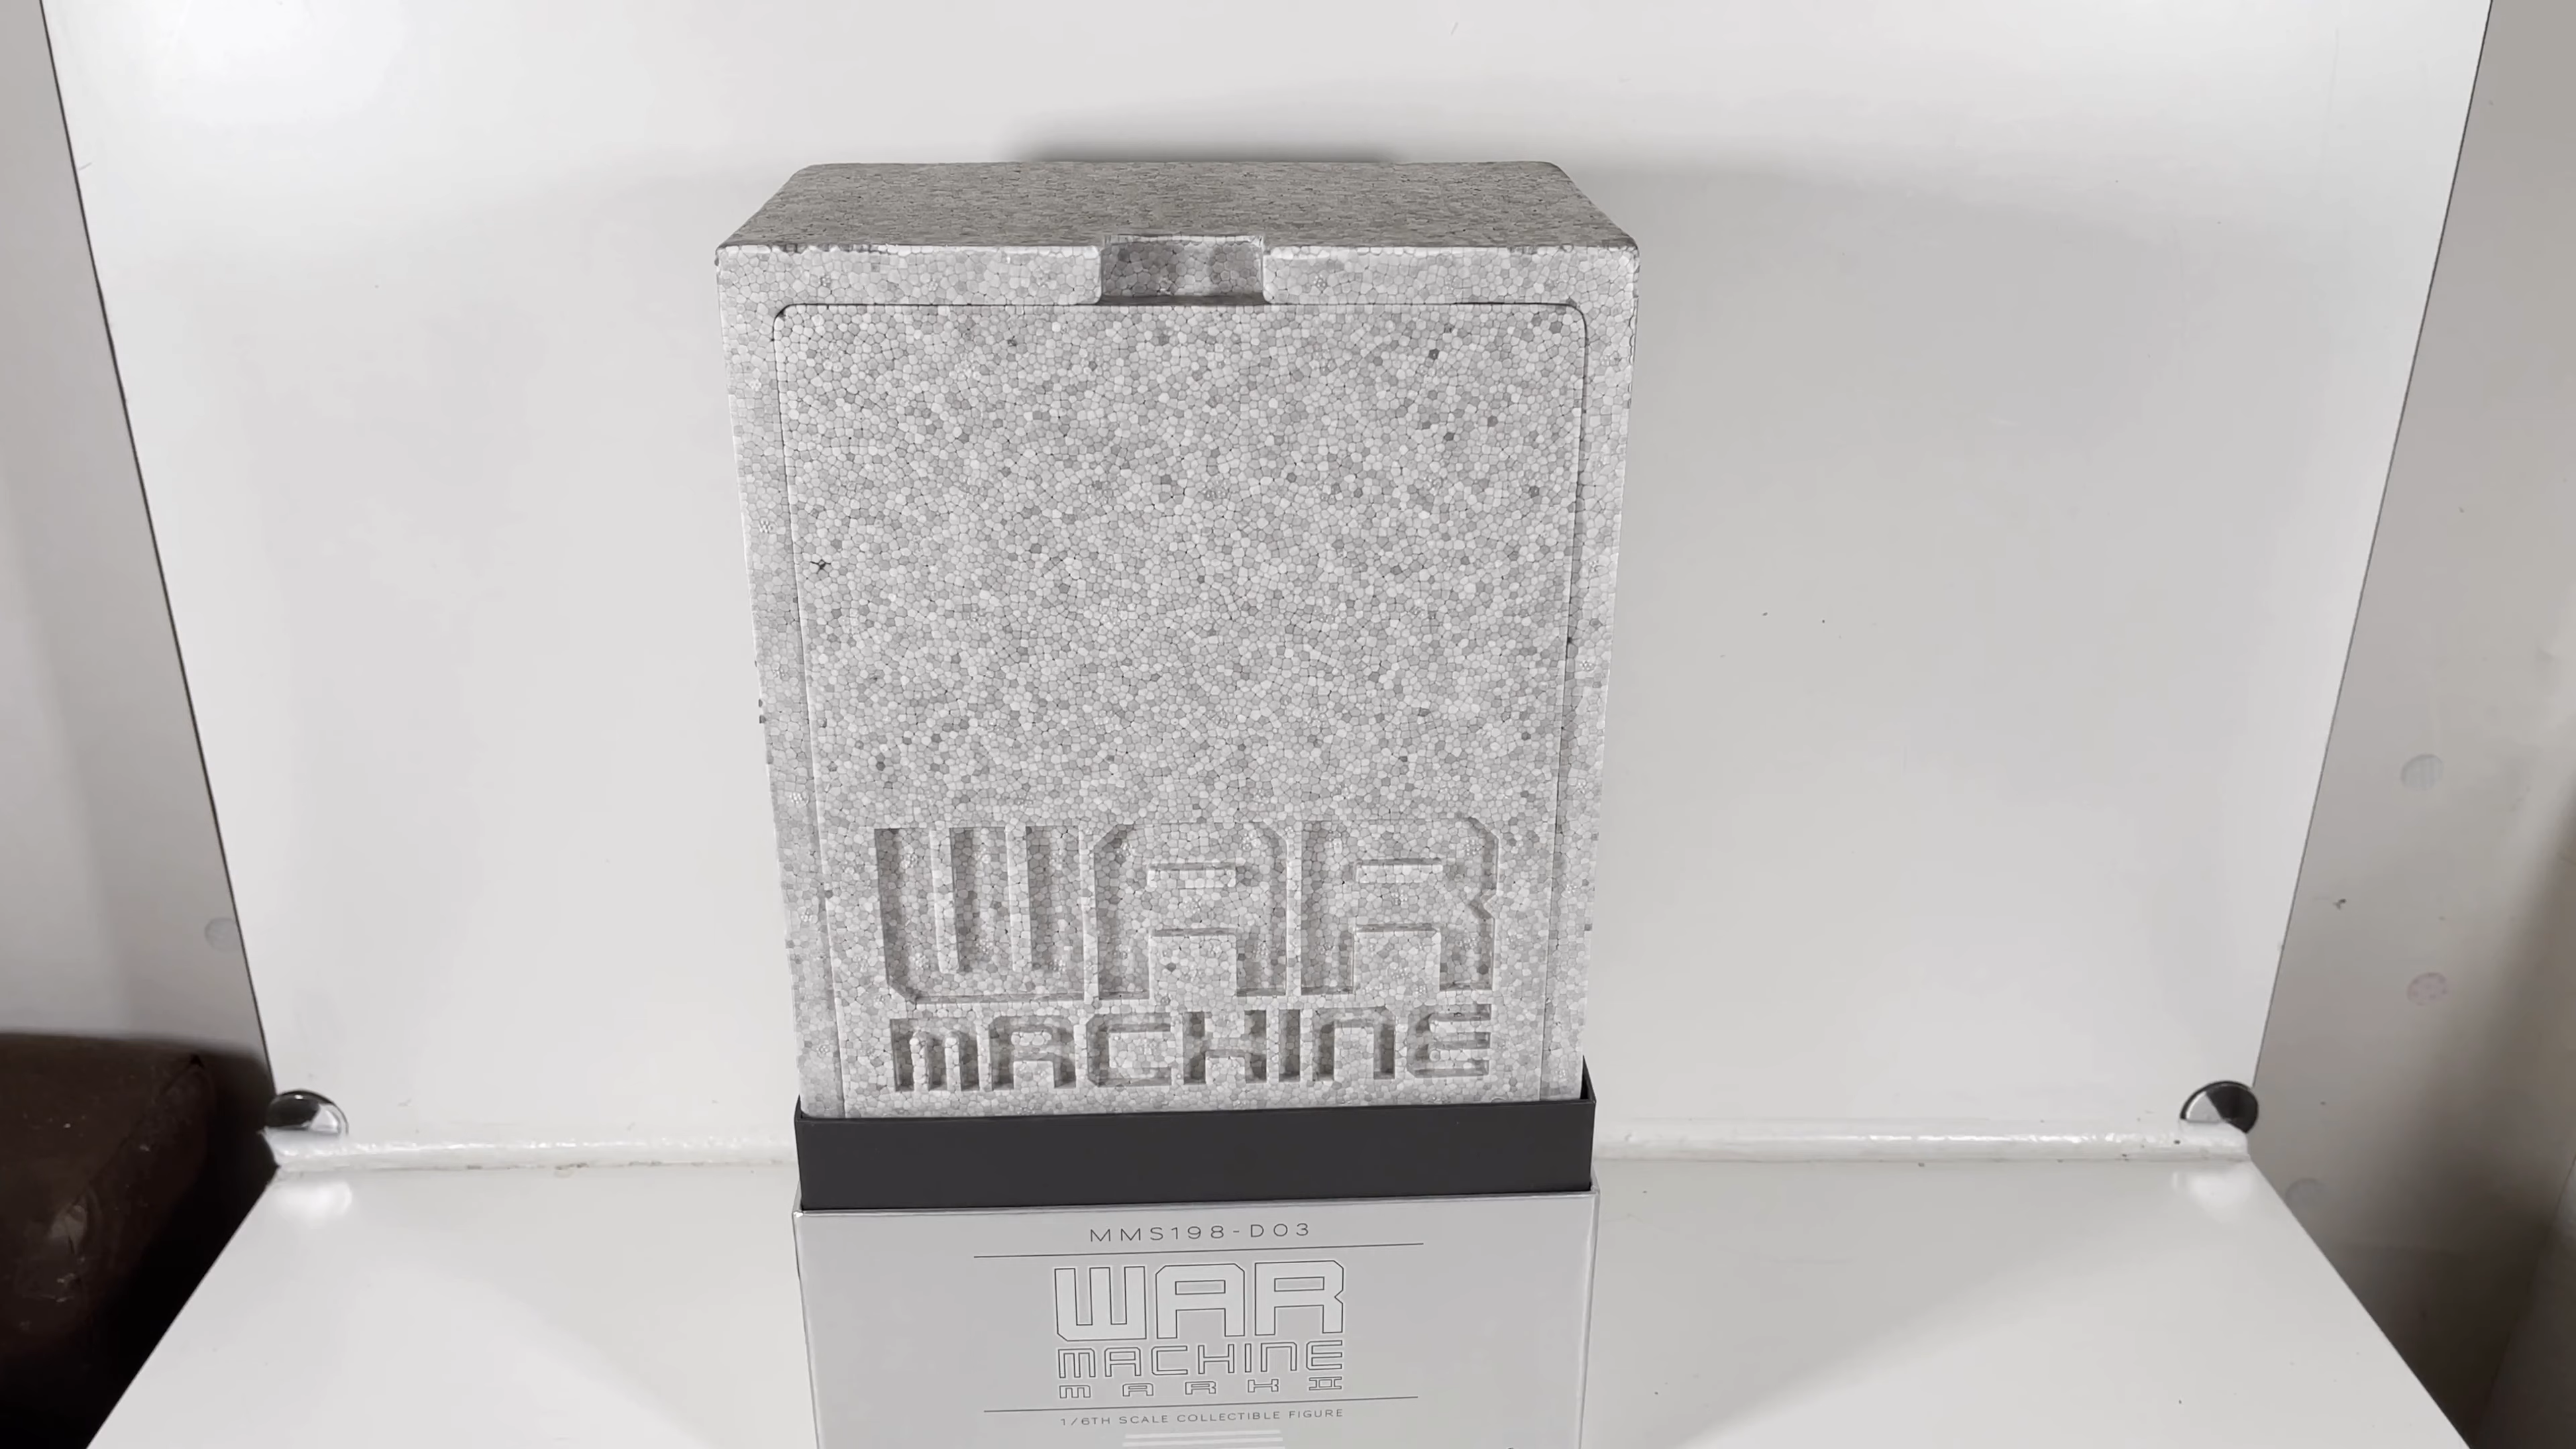 WAR
MACHINE
MMS198-D03
WAR
MACHINE
MARK II
1/6TH SCALE COLLECTIBLE FIGURE